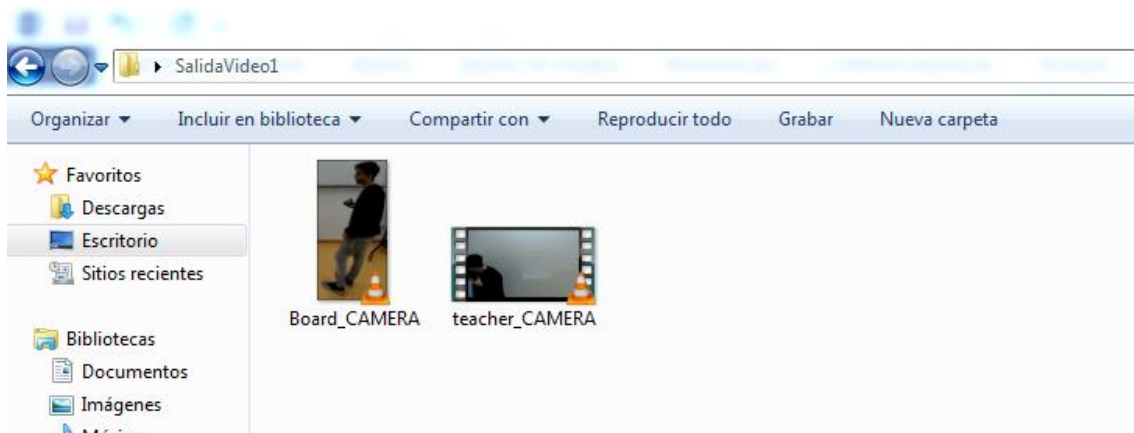 SalidaVideo1
Organizar Incluir en biblioteca Compartir con Reproducir todo Grabar Nueva carpeta
Favoritos
Descargas
Escritorio
Sitios recientes
Bibliotecas
Documentos
Imágenes
Board_CAMERA teacher_CAMERA